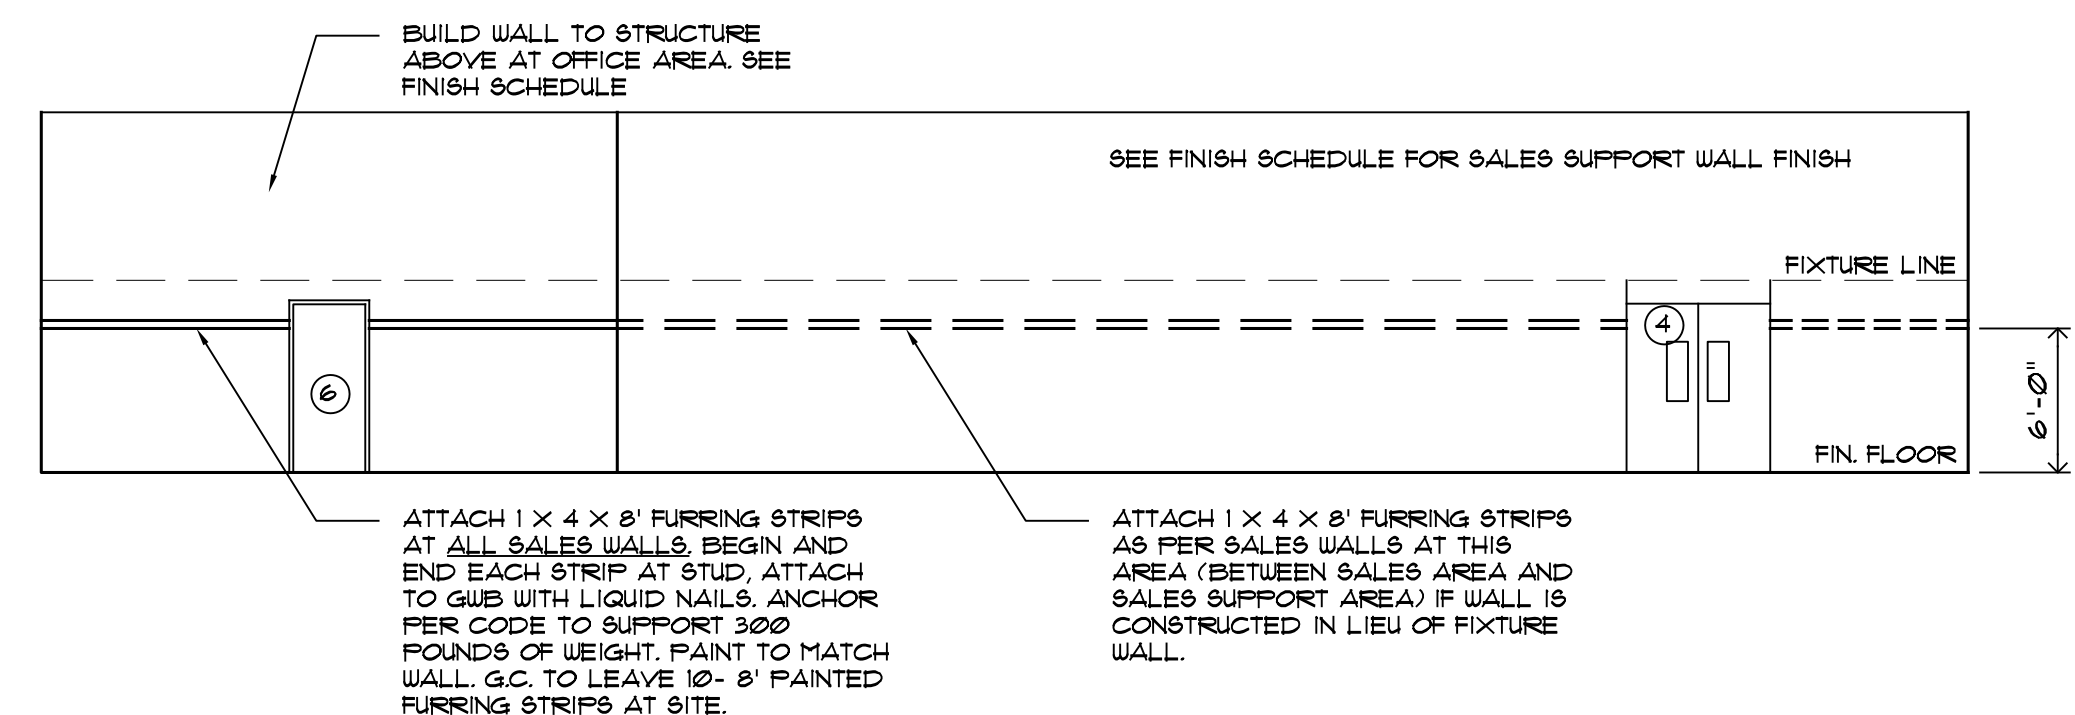 BUILD WALL TO STRUCTURE
ABOVE AT OFFICE AREA. SEE
FINISH SCHEDULE
SEE FINISH SCHEDULE FOR SALES SUPPORT WALL FINISH
FIXTURE LINE
4
6
6'-0"
FIN. FLOOR
ATTACH 1 X 4 X 8' FURRING STRIPS
AT ALL SALES WALLS. BEGIN AND
END EACH STRIP AT STUD, ATTACH
TO GWB WITH LIQUID NAILS. ANCHOR
PER CODE TO SUPPORT 300
POUNDS OF WEIGHT. PAINT TO MATCH
WALL. G.C. TO LEAVE 10- 8' PAINTED
FURRING STRIPS AT SITE.
ATTACH 1 X 4 X 8' FURRING STRIPS
AS PER SALES WALLS AT THIS
AREA (BETWEEN SALES AREA AND
SALES SUPPORT AREA) IF WALL IS
CONSTRUCTED IN LIEU OF FIXTURE
WALL.